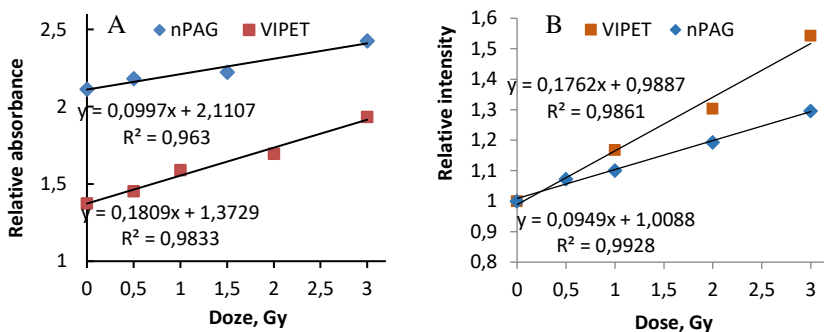 A
nPAG VIPET
Relative absorbance
2,5
2
1,5
1
y = 0,0997x + 2,1107
R² = 0,963
y = 0,1809x + 1,3729
R² = 0,9833
0 0,5 1 1,5 2 2,5 3
Doze, Gy
B
VIPET nPAG
Relative intensity
1,6
1,5
1,4
1,3
1,2
1,1
1
0,9
0,8
y = 0,1762x + 0,9887
R² = 0,9861
y = 0,0949x + 1,0088
R² = 0,9928
0 0,5 1 1,5 2 2,5 3
Dose, Gy